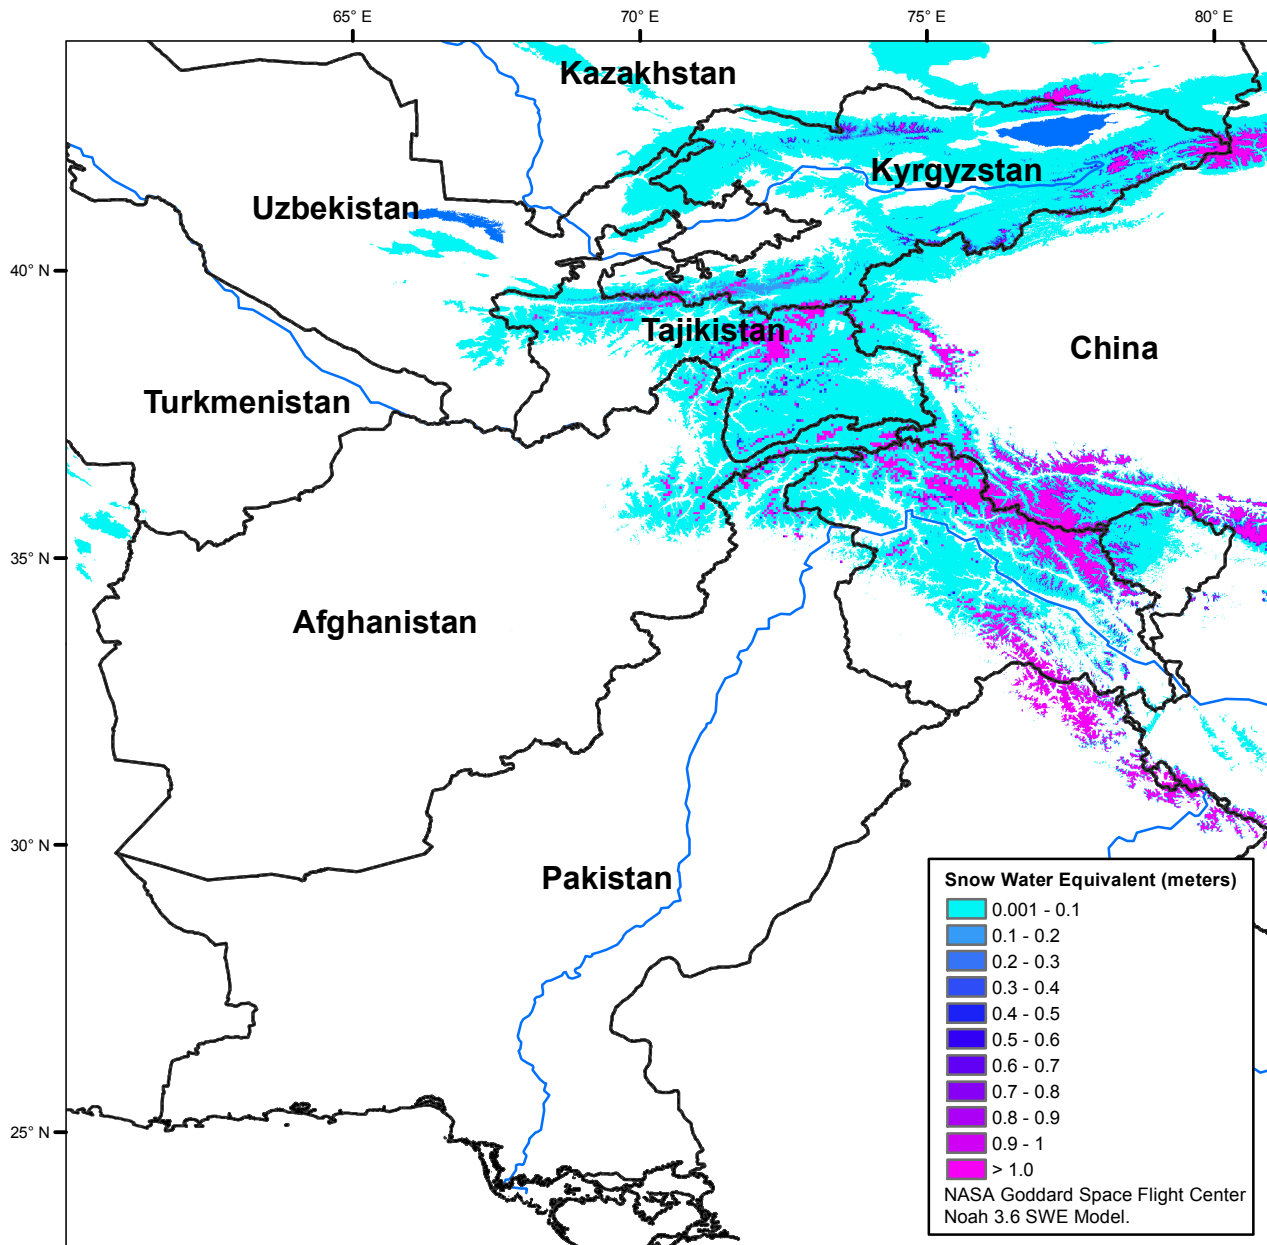 65° E
70° E
75° E
80° E
Kazakhstan
Kyrgyzstan
Uzbekistan
40° N
Tajikistan
China
Turkmenistan
35° N
Afghanistan
30° N
Pakistan
25° N
Snow Water Equivalent (meters)
0.001 - 0.1
0.1 - 0.2
0.2 - 0.3
0.3 - 0.4
0.4 - 0.5
0.5 - 0.6
0.6 - 0.7
0.7 - 0.8
0.8 - 0.9
0.9 - 1
> 1.0
NASA Goddard Space Flight Center
Noah 3.6 SWE Model.